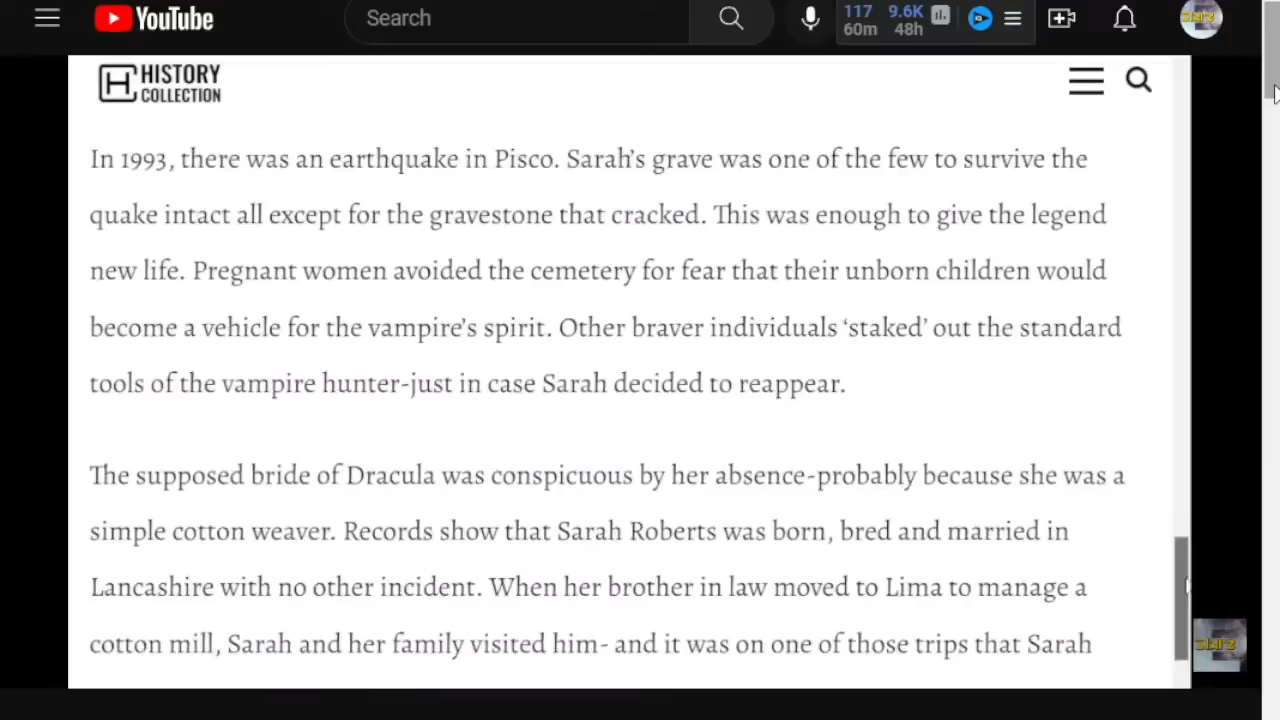 YouTube
Search
117 9.6K
60m 48h
HISTORY
COLLECTION
In 1993, there was an earthquake in Pisco. Sarah's grave was one of the few to survive the
quake intact all except for the gravestone that cracked. This was enough to give the legend
new life. Pregnant women avoided the cemetery for fear that their unborn children would
become a vehicle for the vampire's spirit. Other braver individuals ‘staked’ out the standard
tools of the vampire hunter-just in case Sarah decided to reappear.
The supposed bride of Dracula was conspicuous by her absence-probably because she was a
simple cotton weaver. Records show that Sarah Roberts was born, bred and married in
Lancashire with no other incident. When her brother in law moved to Lima to manage a
cotton mill, Sarah and her family visited him- and it was on one of those trips that Sarah